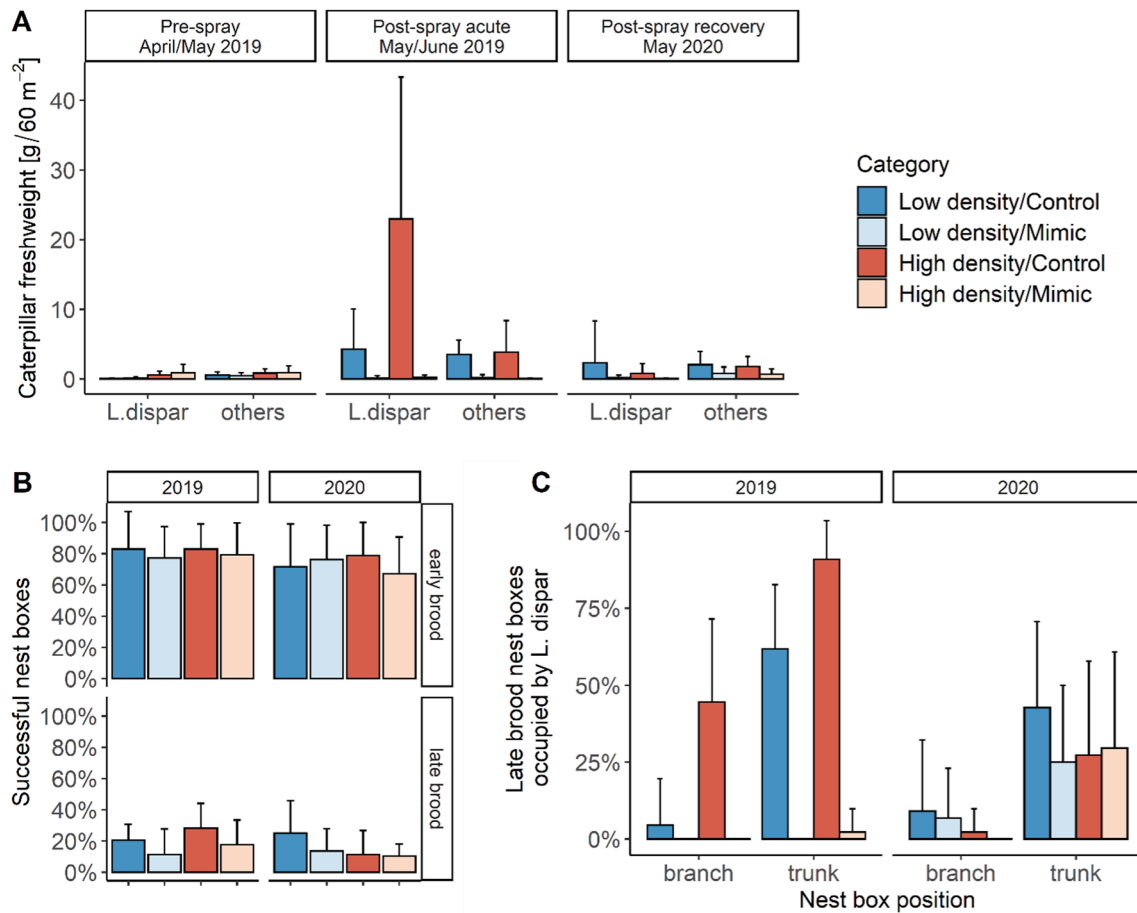 A
Pre-spray
April/May 2019
Post-spray acute
May/June 2019
Post-spray recovery
May 2020
Caterpillar freshweight [g/60 m⁻²]
40
30
20
10
0
L.dispar
others
L.dispar
others
L.dispar
others
Category
Low density/Control
Low density/Mimic
High density/Control
High density/Mimic
B
2019
2020
Successful nest boxes
100%
80%
60%
40%
20%
0%
early brood
100%
80%
60%
40%
20%
0%
late brood
C
2019
2020
Late brood nest boxes
occupied by L. dispar
100%
75%
50%
25%
0%
branch
trunk
branch
trunk
Nest box position